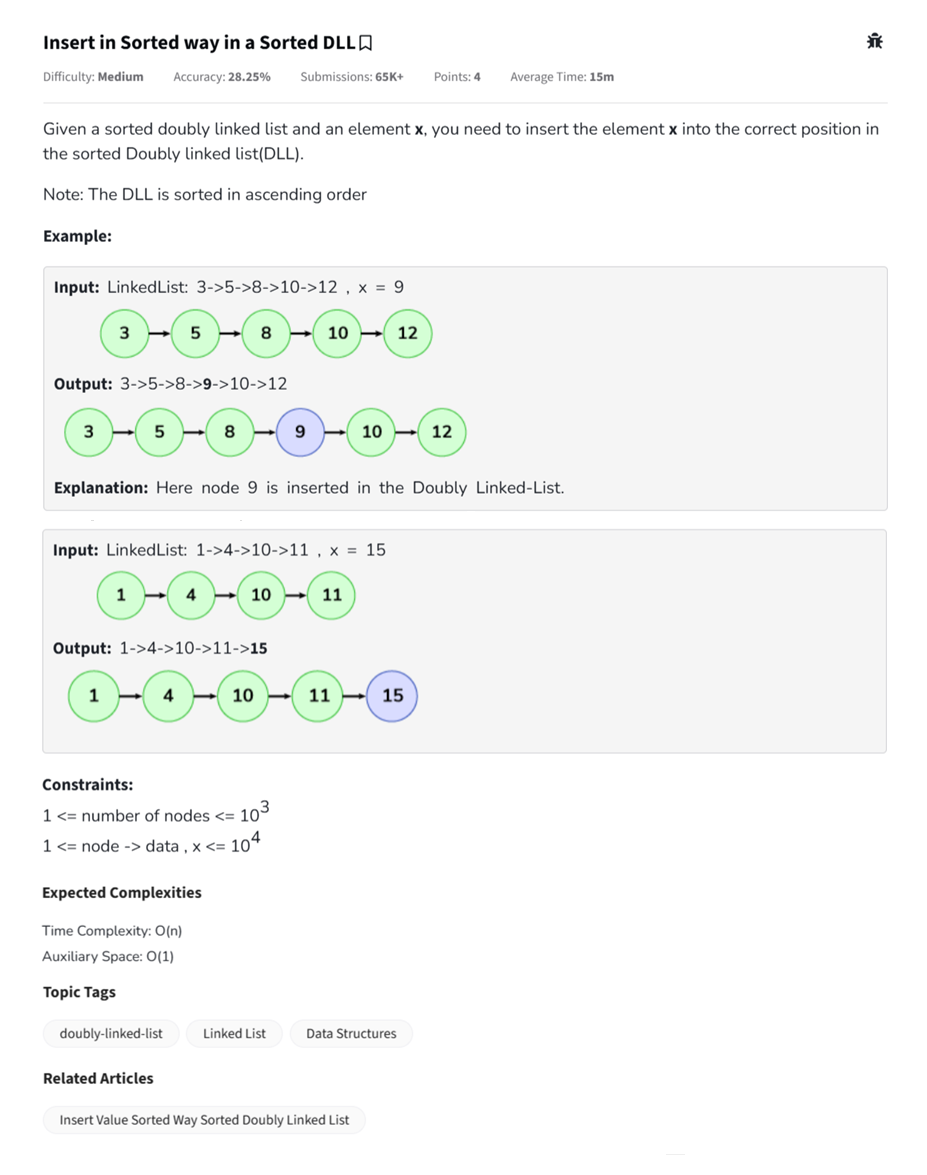 Insert in Sorted way in a Sorted DLL
Difficulty: Medium Accuracy: 28.25% Submissions: 65K+ Points: 4 Average Time: 15m
Given a sorted doubly linked list and an element x, you need to insert the element x into the correct position in
the sorted Doubly linked list(DLL).
Note: The DLL is sorted in ascending order
Example:
Input: LinkedList: 3->5->8->10->12 , x = 9
3 5 8 10 12
Output: 3->5->8->9->10->12
3 5 8 9 10 12
Explanation: Here node 9 is inserted in the Doubly Linked-List.
Input: LinkedList: 1->4->10->11 , x = 15
1 4 10 11
Output: 1->4->10->11->15
1 4 10 11 15
Constraints:
1 <= number of nodes <= 10³
1 <= node -> data , x <= 10⁴
Expected Complexities
Time Complexity: O(n)
Auxiliary Space: O(1)
Topic Tags
doubly-linked-list Linked List Data Structures
Related Articles
Insert Value Sorted Way Sorted Doubly Linked List